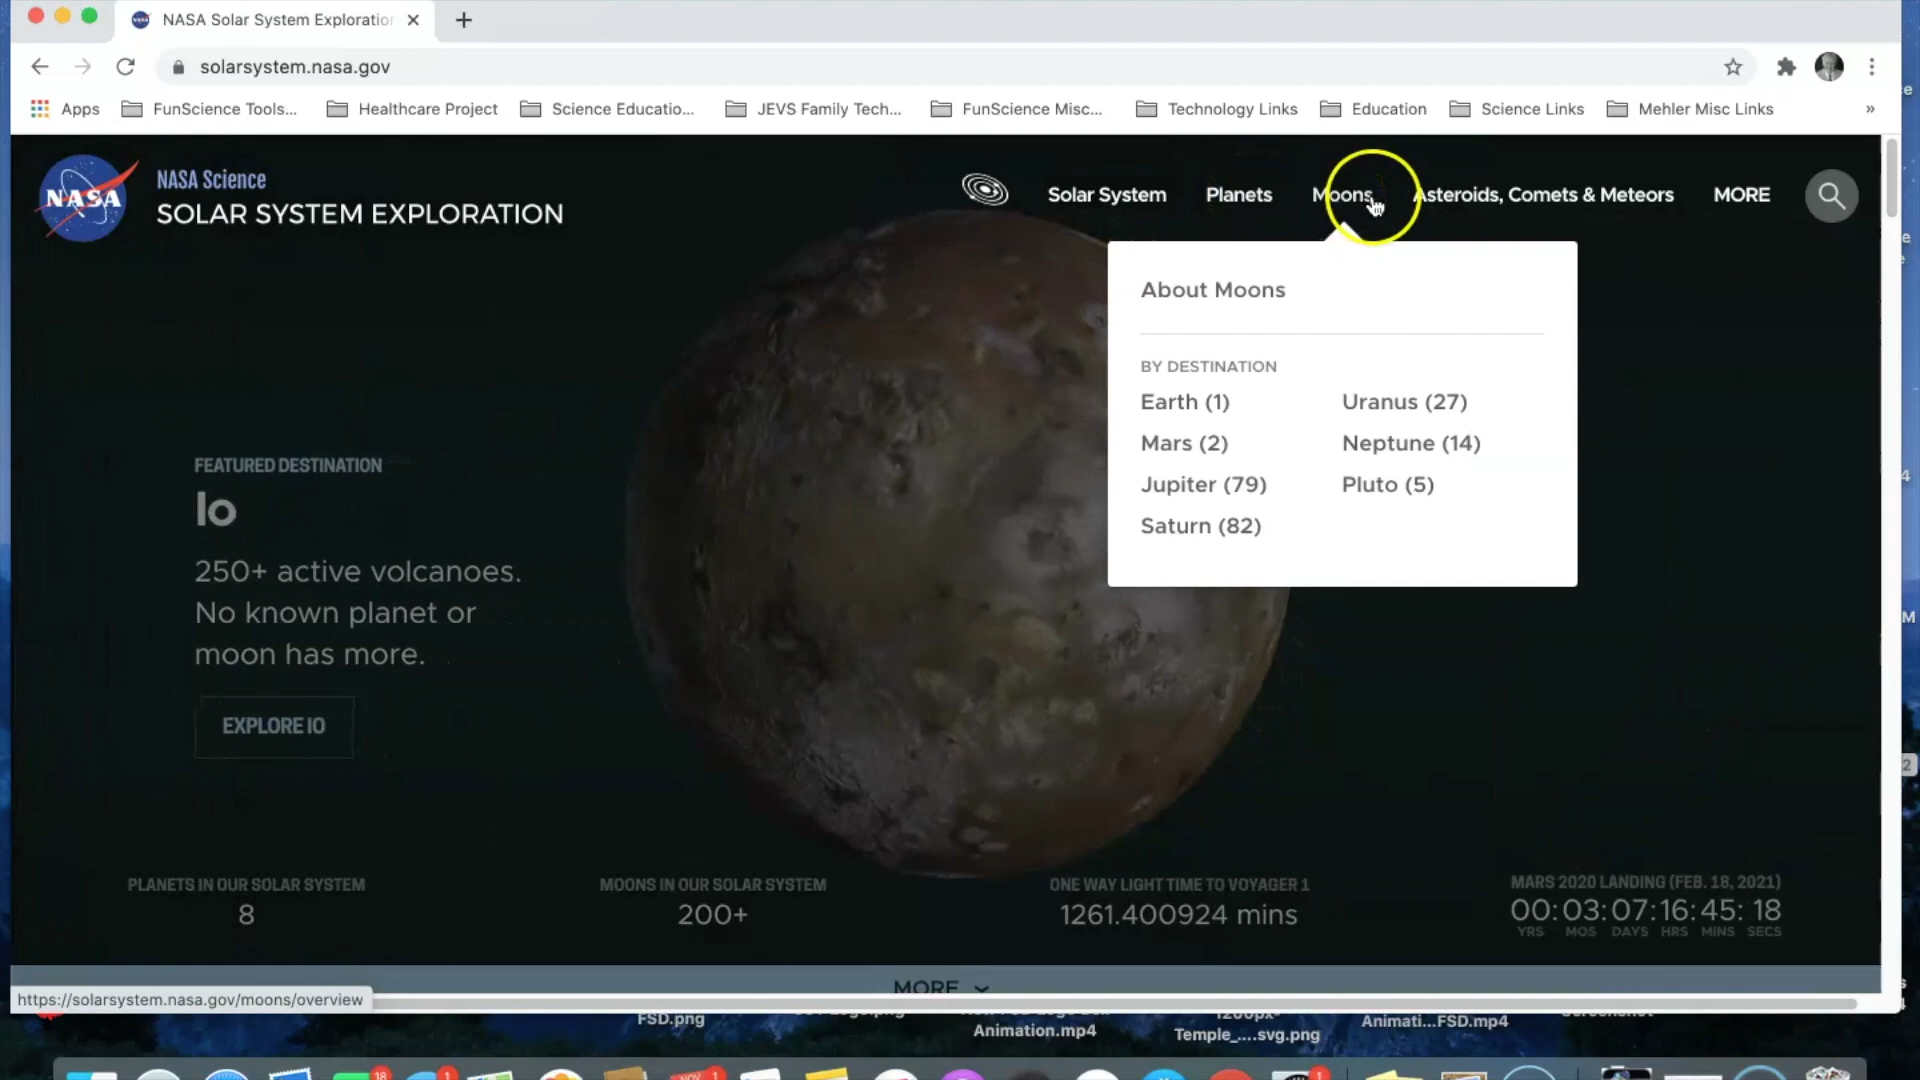 NASA Solar System Exploratio
solarsystem.nasa.gov
Apps
FunScience Tools...
Healthcare Project
Science Educatio...
JEVS Family Tech...
FunScience Misc...
Technology Links
Education
Science Links
Mehler Misc Links
»
NASA
NASA Science
SOLAR SYSTEM EXPLORATION
Solar System
Planets
Moons
Asteroids, Comets & Meteors
MORE
About Moons
BY DESTINATION
Earth (1)
Mars (2)
Jupiter (79)
Saturn (82)
Uranus (27)
Neptune (14)
Pluto (5)
FEATURED DESTINATION
Io
250+ active volcanoes.
No known planet or
moon has more.
EXPLORE IO
PLANETS IN OUR SOLAR SYSTEM
8
MOONS IN OUR SOLAR SYSTEM
200+
ONE WAY LIGHT TIME TO VOYAGER 1
1261.400924 mins
MARS 2020 LANDING (FEB. 18, 2021)
00:03:07:16:45:18
YRS MOS DAYS HRS MINS SECS
MORE
https://solarsystem.nasa.gov/moons/overview
FSD.png
Animation.mp4
1200px-
Temple_....svg.png
Animati...FSD.mp4
18
1
NOV
1
1